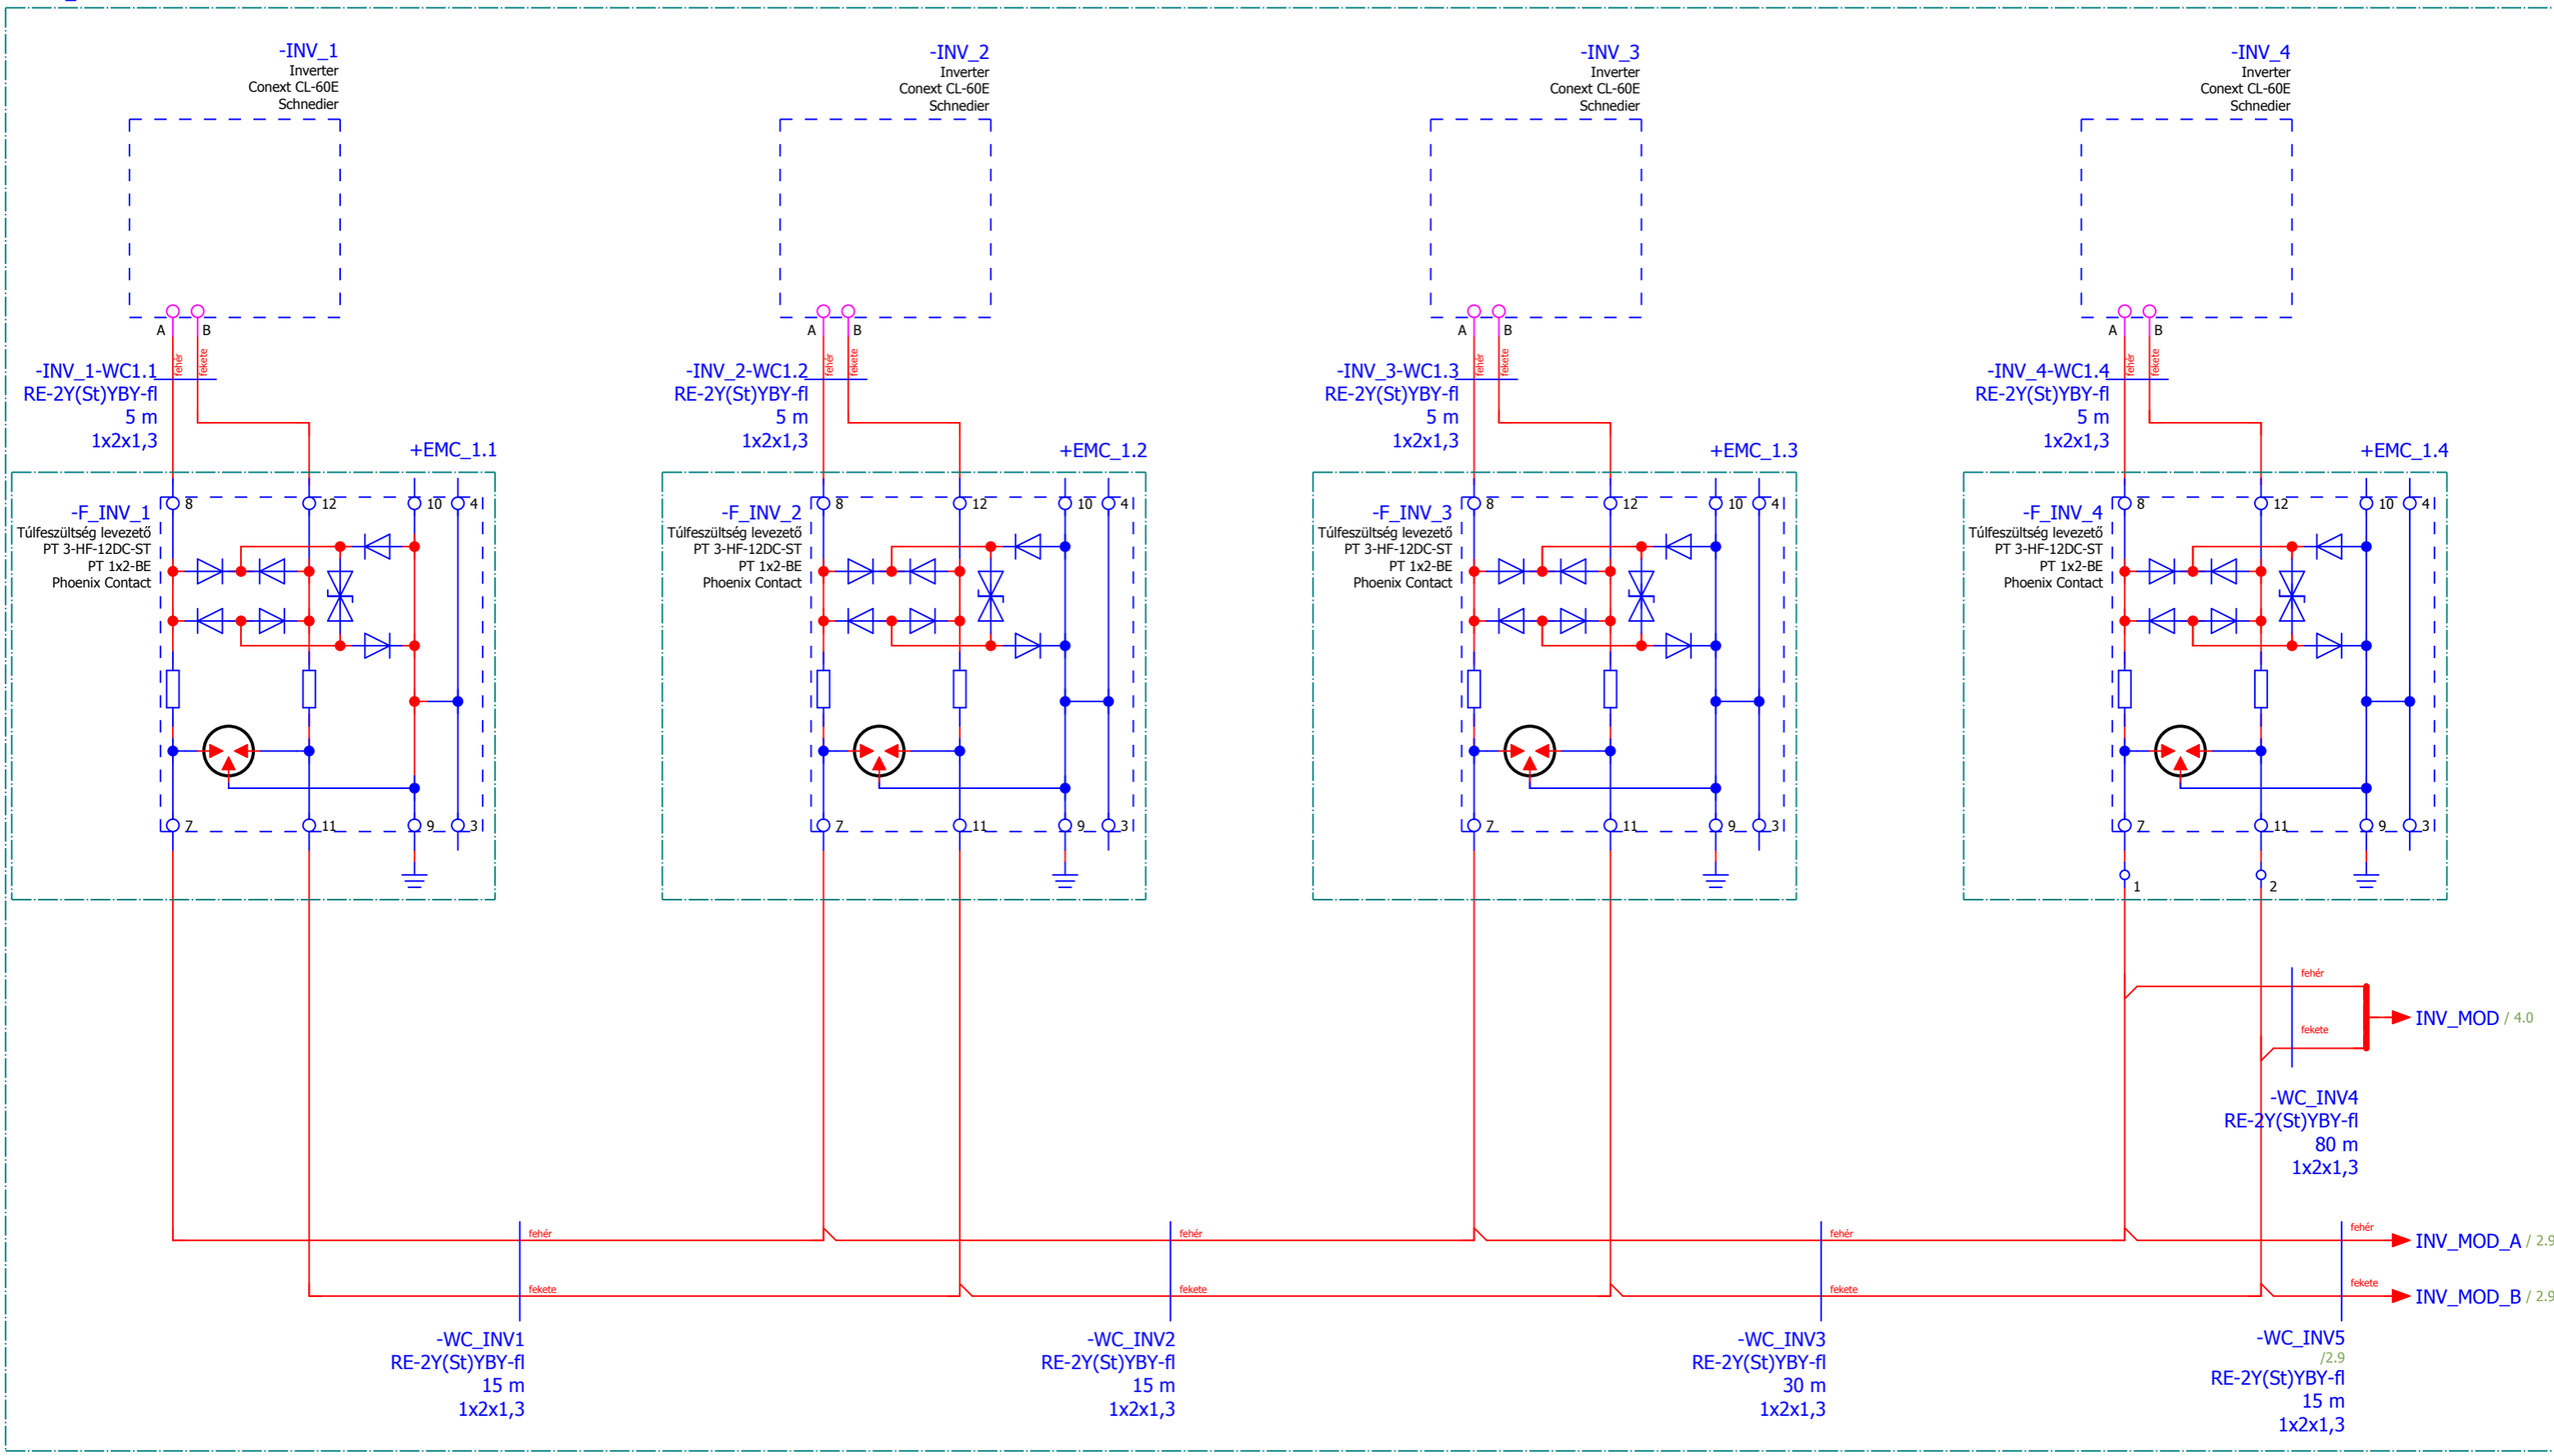 -INV_1
Inverter
Conext CL-60E
Schnedier
A
B
fehér
fekete
-INV_1-WC1.1
RE-2Y(St)YBY-fl
5 m
1x2x1,3
+EMC_1.1
-F_INV_1
Túlfeszültség levezető
PT 3-HF-12DC-ST
PT 1x2-BE
Phoenix Contact
8
12
10
4
7
11
9
3
-INV_2
Inverter
Conext CL-60E
Schnedier
A
B
fehér
fekete
-INV_2-WC1.2
RE-2Y(St)YBY-fl
5 m
1x2x1,3
+EMC_1.2
-F_INV_2
Túlfeszültség levezető
PT 3-HF-12DC-ST
PT 1x2-BE
Phoenix Contact
8
12
10
4
7
11
9
3
-INV_3
Inverter
Conext CL-60E
Schnedier
A
B
fehér
fekete
-INV_3-WC1.3
RE-2Y(St)YBY-fl
5 m
1x2x1,3
+EMC_1.3
-F_INV_3
Túlfeszültség levezető
PT 3-HF-12DC-ST
PT 1x2-BE
Phoenix Contact
8
12
10
4
7
11
9
3
-INV_4
Inverter
Conext CL-60E
Schnedier
A
B
fehér
fekete
-INV_4-WC1.4
RE-2Y(St)YBY-fl
5 m
1x2x1,3
+EMC_1.4
-F_INV_4
Túlfeszültség levezető
PT 3-HF-12DC-ST
PT 1x2-BE
Phoenix Contact
8
12
10
4
7
11
9
3
1
2
fehér
fekete
INV_MOD / 4.0
-WC_INV4
RE-2Y(St)YBY-fl
80 m
1x2x1,3
fehér
fekete
-WC_INV1
RE-2Y(St)YBY-fl
15 m
1x2x1,3
fehér
fekete
-WC_INV2
RE-2Y(St)YBY-fl
15 m
1x2x1,3
fehér
fekete
-WC_INV3
RE-2Y(St)YBY-fl
30 m
1x2x1,3
fehér
INV_MOD_A / 2.9
fekete
INV_MOD_B / 2.9
-WC_INV5
/2.9
RE-2Y(St)YBY-fl
15 m
1x2x1,3